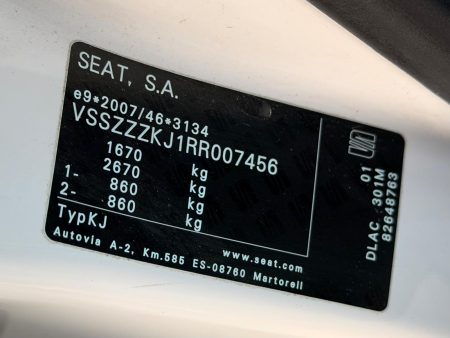 SEAT, S.A.
e9*2007/46*3134
VSSZZZKJ1RR007456
1670 kg
2670 kg
1- 860 kg
2- 860 kg
TypKJ
www.seat.com
Autovia A-2, Km.585 ES-08760 Martorell
01
DLAC .301M
82648763